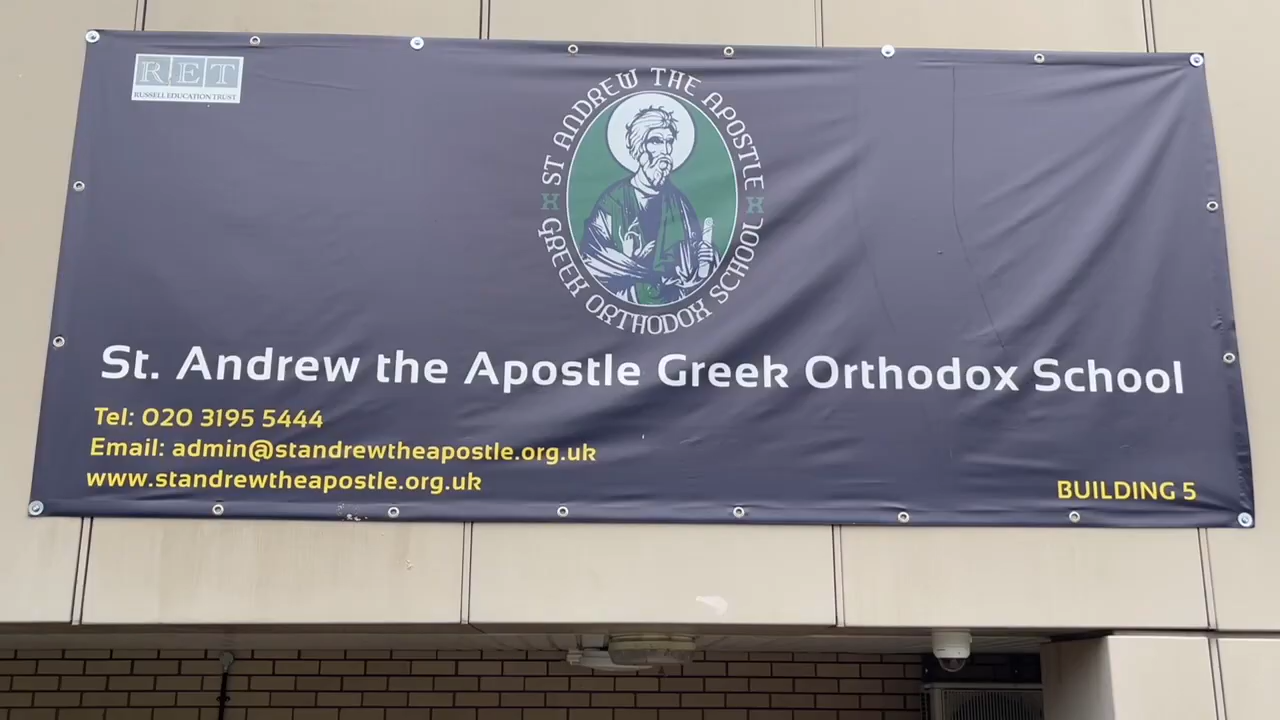 RET
RUSSELL EDUCATION TRUST
ST ANDREW THE APOSTLE
GREEK ORTHODOX SCHOOL
St. Andrew the Apostle Greek Orthodox School
Tel: 020 3195 5444
Email: admin@standrewtheapostle.org.uk
www.standrewtheapostle.org.uk
BUILDING 5